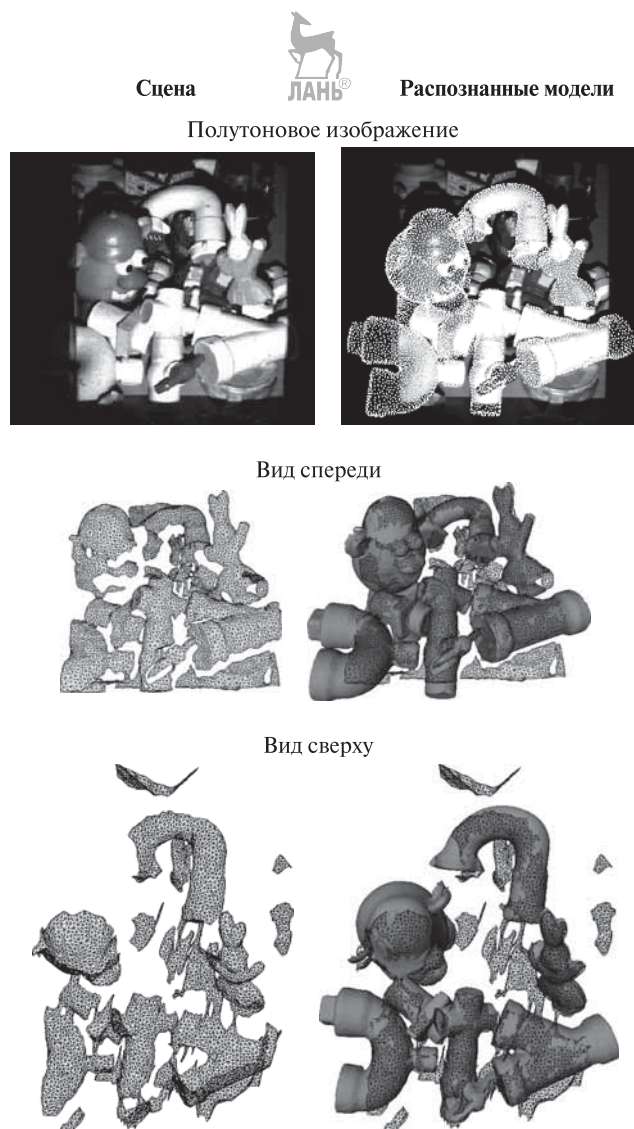 ЛАНЬ®
Сцена
Распознанные модели
Полутоновое изображение
Вид спереди
Вид сверху